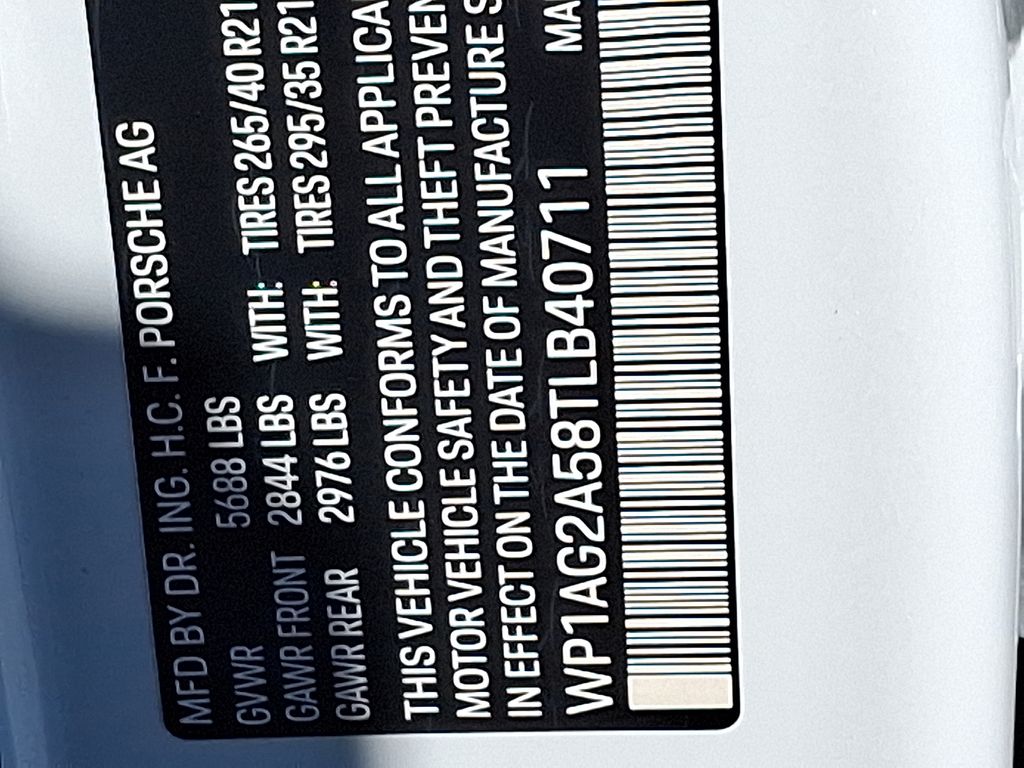 MFD BY DR. ING. H.C. F. PORSCHE AG
GVWR 5688 LBS
GAWR FRONT 2844 LBS WITH: TIRES 265/40 R21
GAWR REAR 2976 LBS WITH: TIRES 295/35 R21
THIS VEHICLE CONFORMS TO ALL APPLICA
MOTOR VEHICLE SAFETY AND THEFT PREVEN
IN EFFECT ON THE DATE OF MANUFACTURE S
WP1AG2A58TLB40711 MA